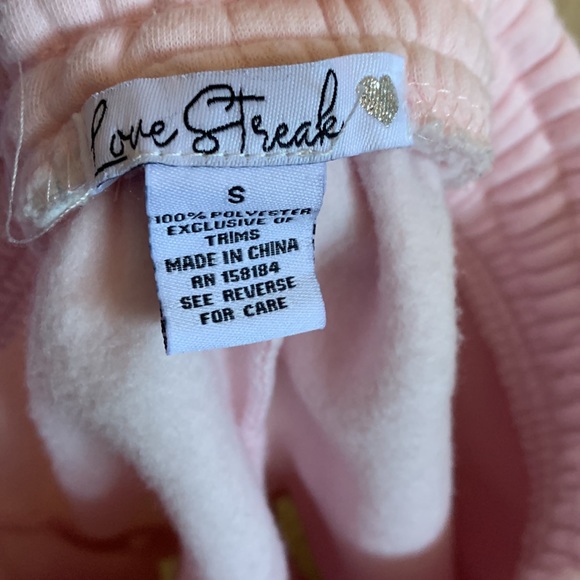 Love Streak
S
100% POLYESTER
EXCLUSIVE OF
TRIMS
MADE IN CHINA
RN 158184
SEE REVERSE
FOR CARE